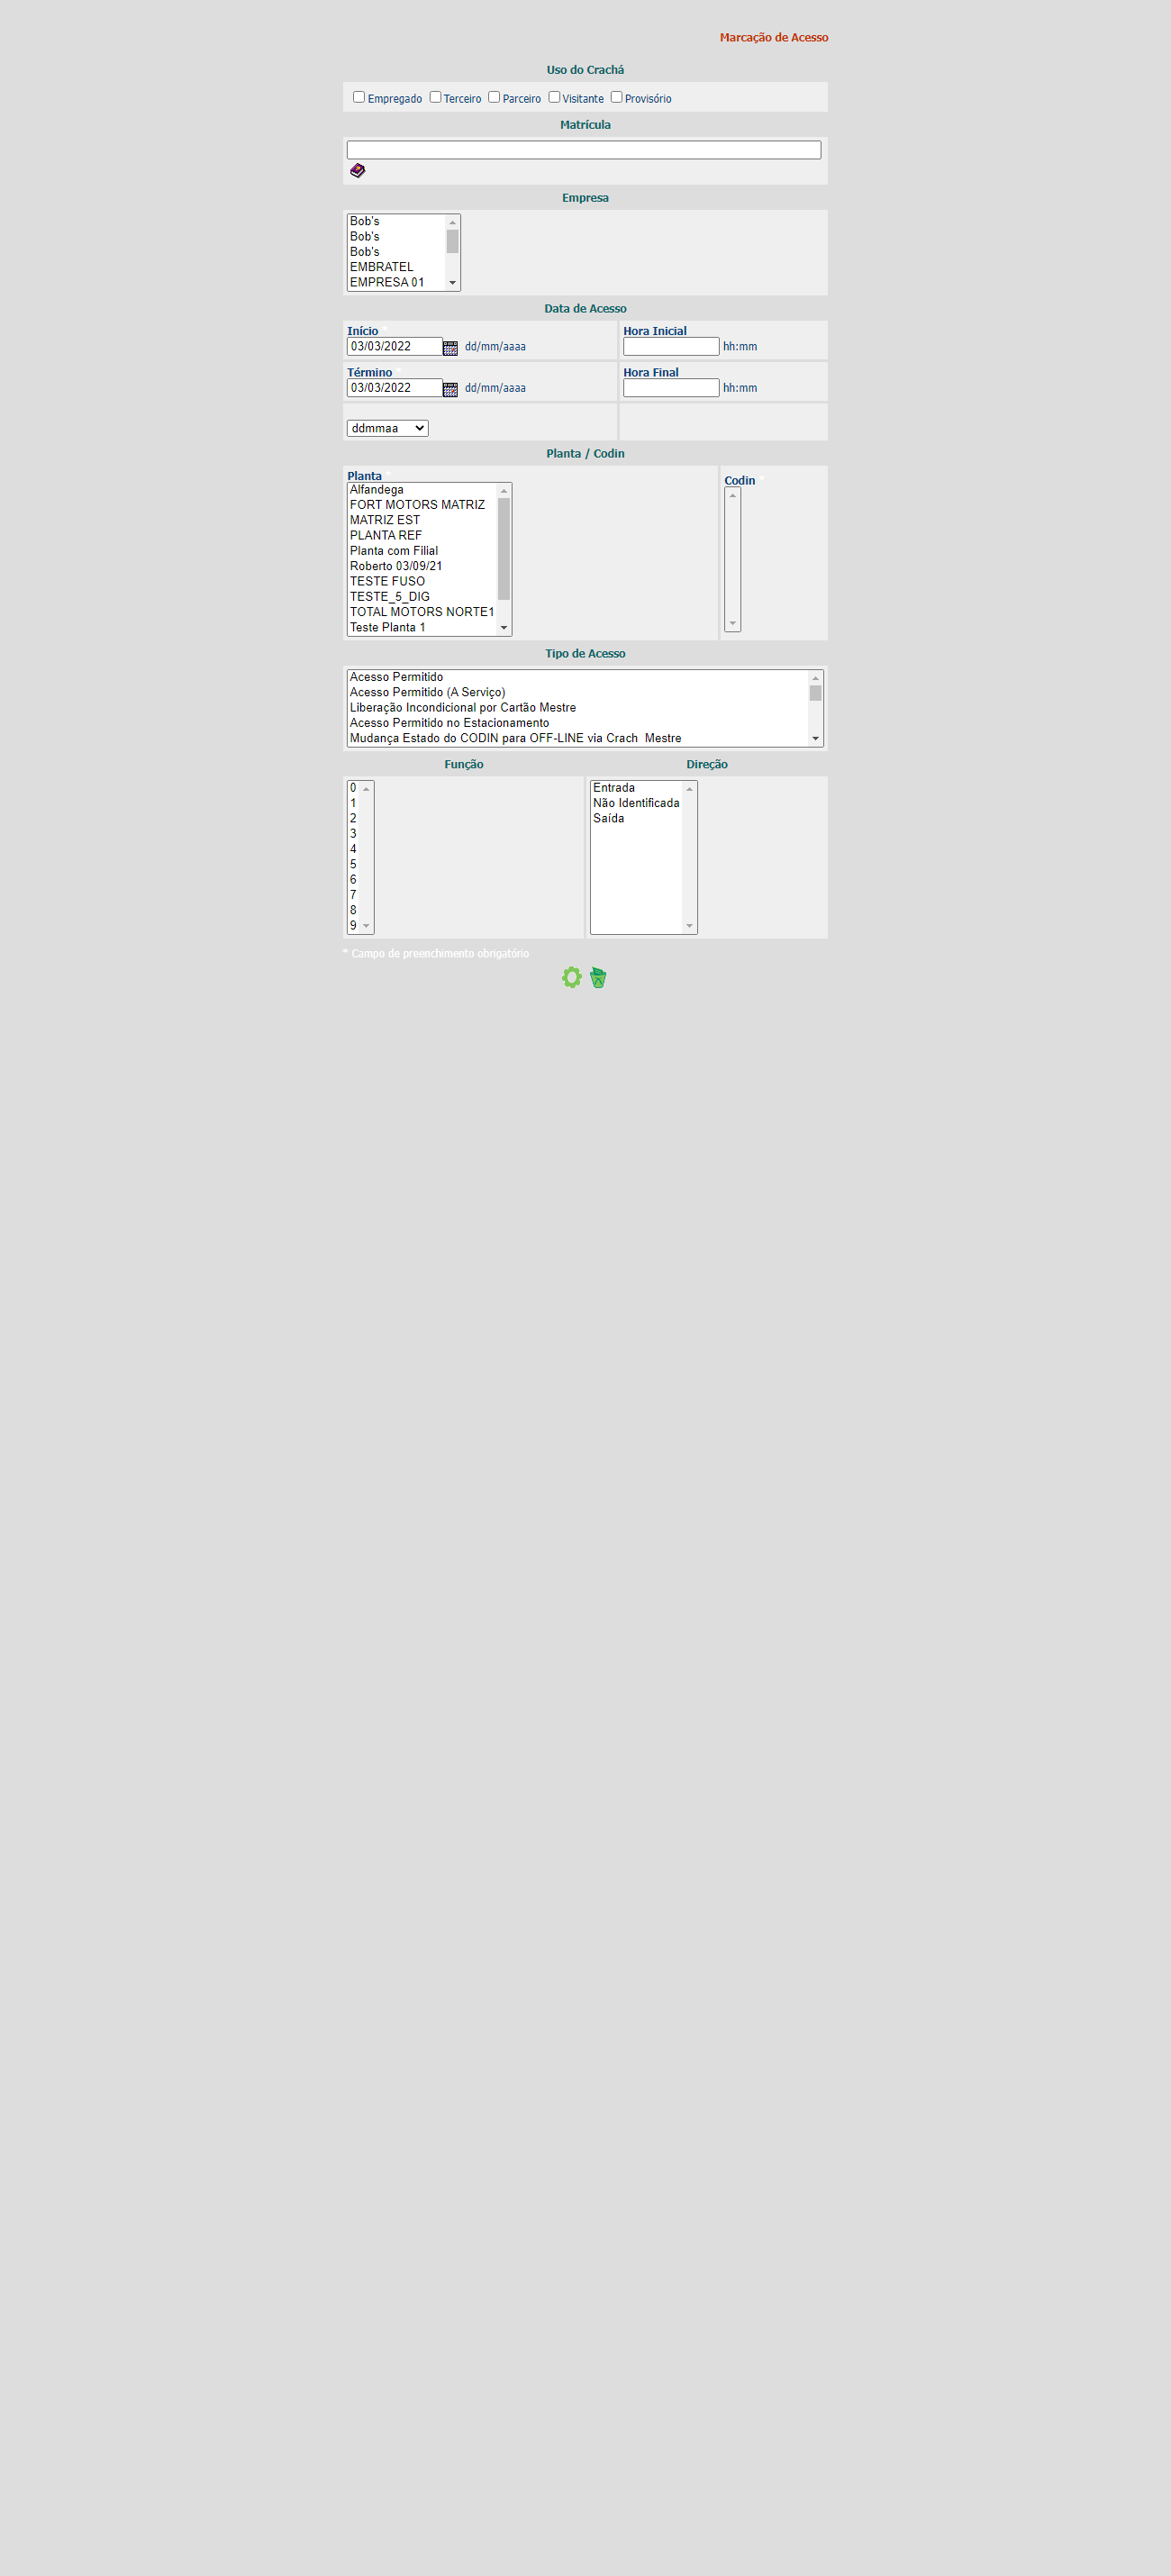 Marcação de Acesso
Uso do Crachá
Empregado Terceiro Parceiro Visitante Provisório
Matrícula
Empresa
Bob's
Bob's
Bob's
EMBRATEL
EMPRESA 01
Data de Acesso
Início * Hora Inicial
03/03/2022 dd/mm/aaaa hh:mm
Término * Hora Final
03/03/2022 dd/mm/aaaa hh:mm
ddmmaa
Planta / Codin
Planta * Codin *
Alfandega
FORT MOTORS MATRIZ
MATRIZ EST
PLANTA REF
Planta com Filial
Roberto 03/09/21
TESTE FUSO
TESTE_5_DIG
TOTAL MOTORS NORTE1
Teste Planta 1
Tipo de Acesso
Acesso Permitido
Acesso Permitido (A Serviço)
Liberação Incondicional por Cartão Mestre
Acesso Permitido no Estacionamento
Mudança Estado do CODIN para OFF-LINE via Crach  Mestre
Função Direção
0 Entrada
1 Não Identificada
2 Saída
3
4
5
6
7
8
9
* Campo de preenchimento obrigatório